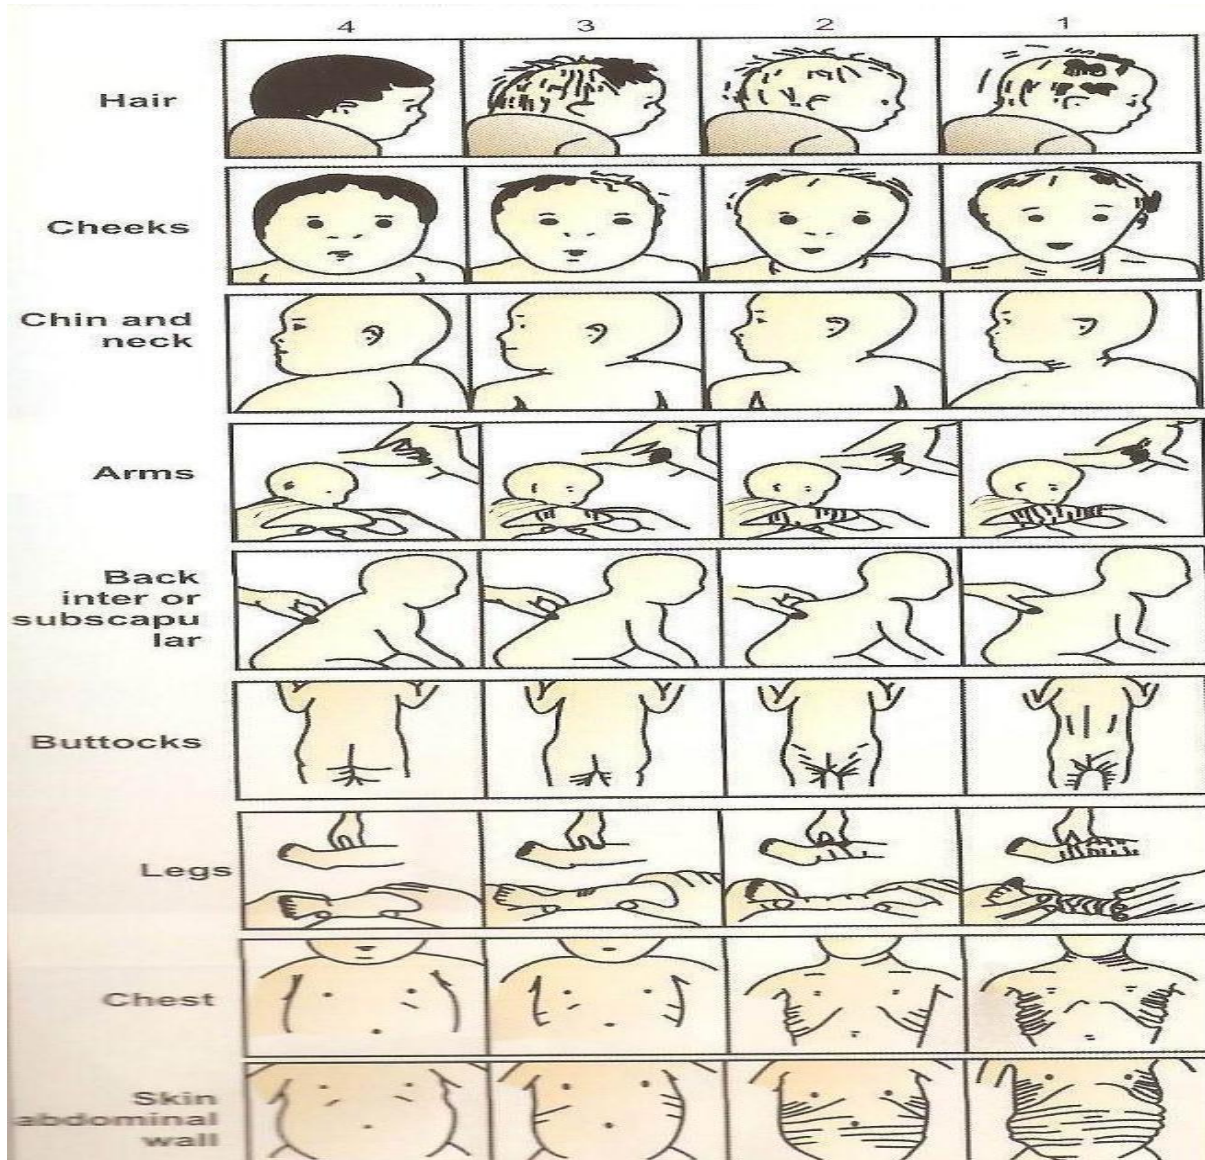 4 3 2 1
Hair
Cheeks
Chin and
neck
Arms
Back
inter or
subscapu
lar
Buttocks
Legs
Chest
Skin
abdominal
wall